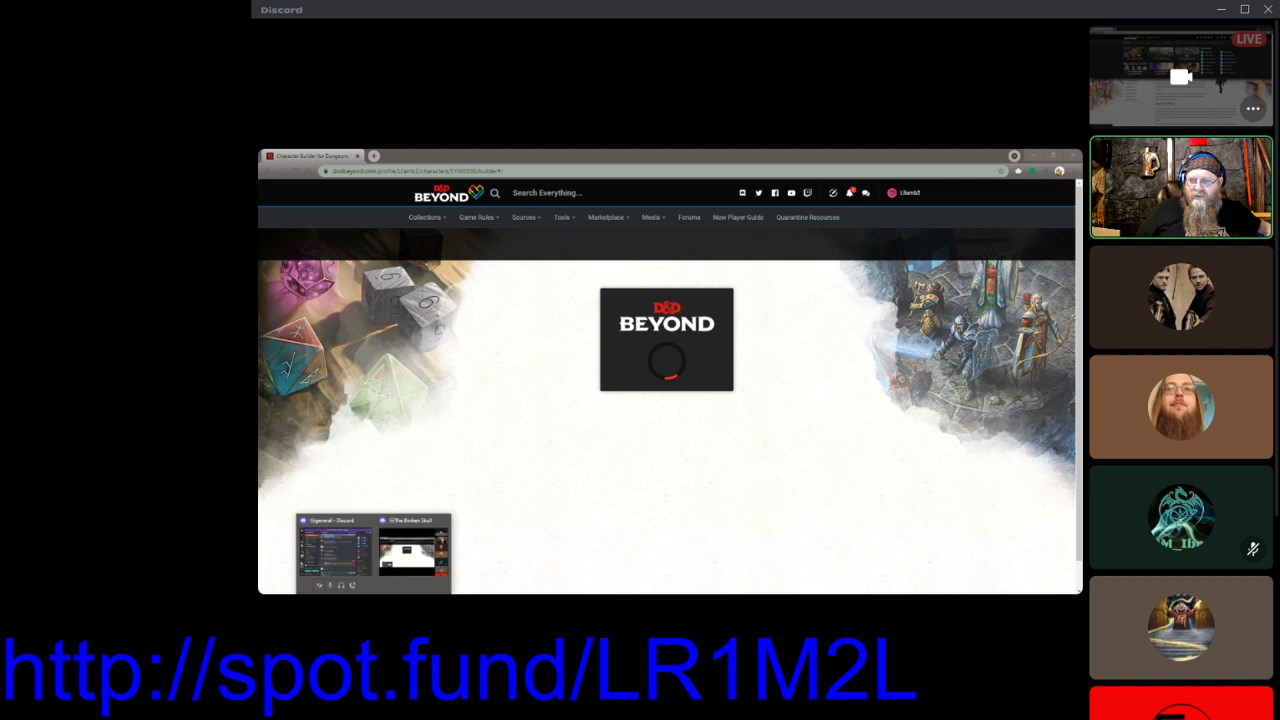 Discord
LIVE
Character Builder for Dungeons
D&D
BEYOND
Search Everything...
Lllamb2
Collections
Game Rules
Sources
Tools
Marketplace
Media
Forums
New Player Guide
Quarantine Resources
D&D
BEYOND
general - Discord
The Broken Skull
http://spot.fund/LR1M2L